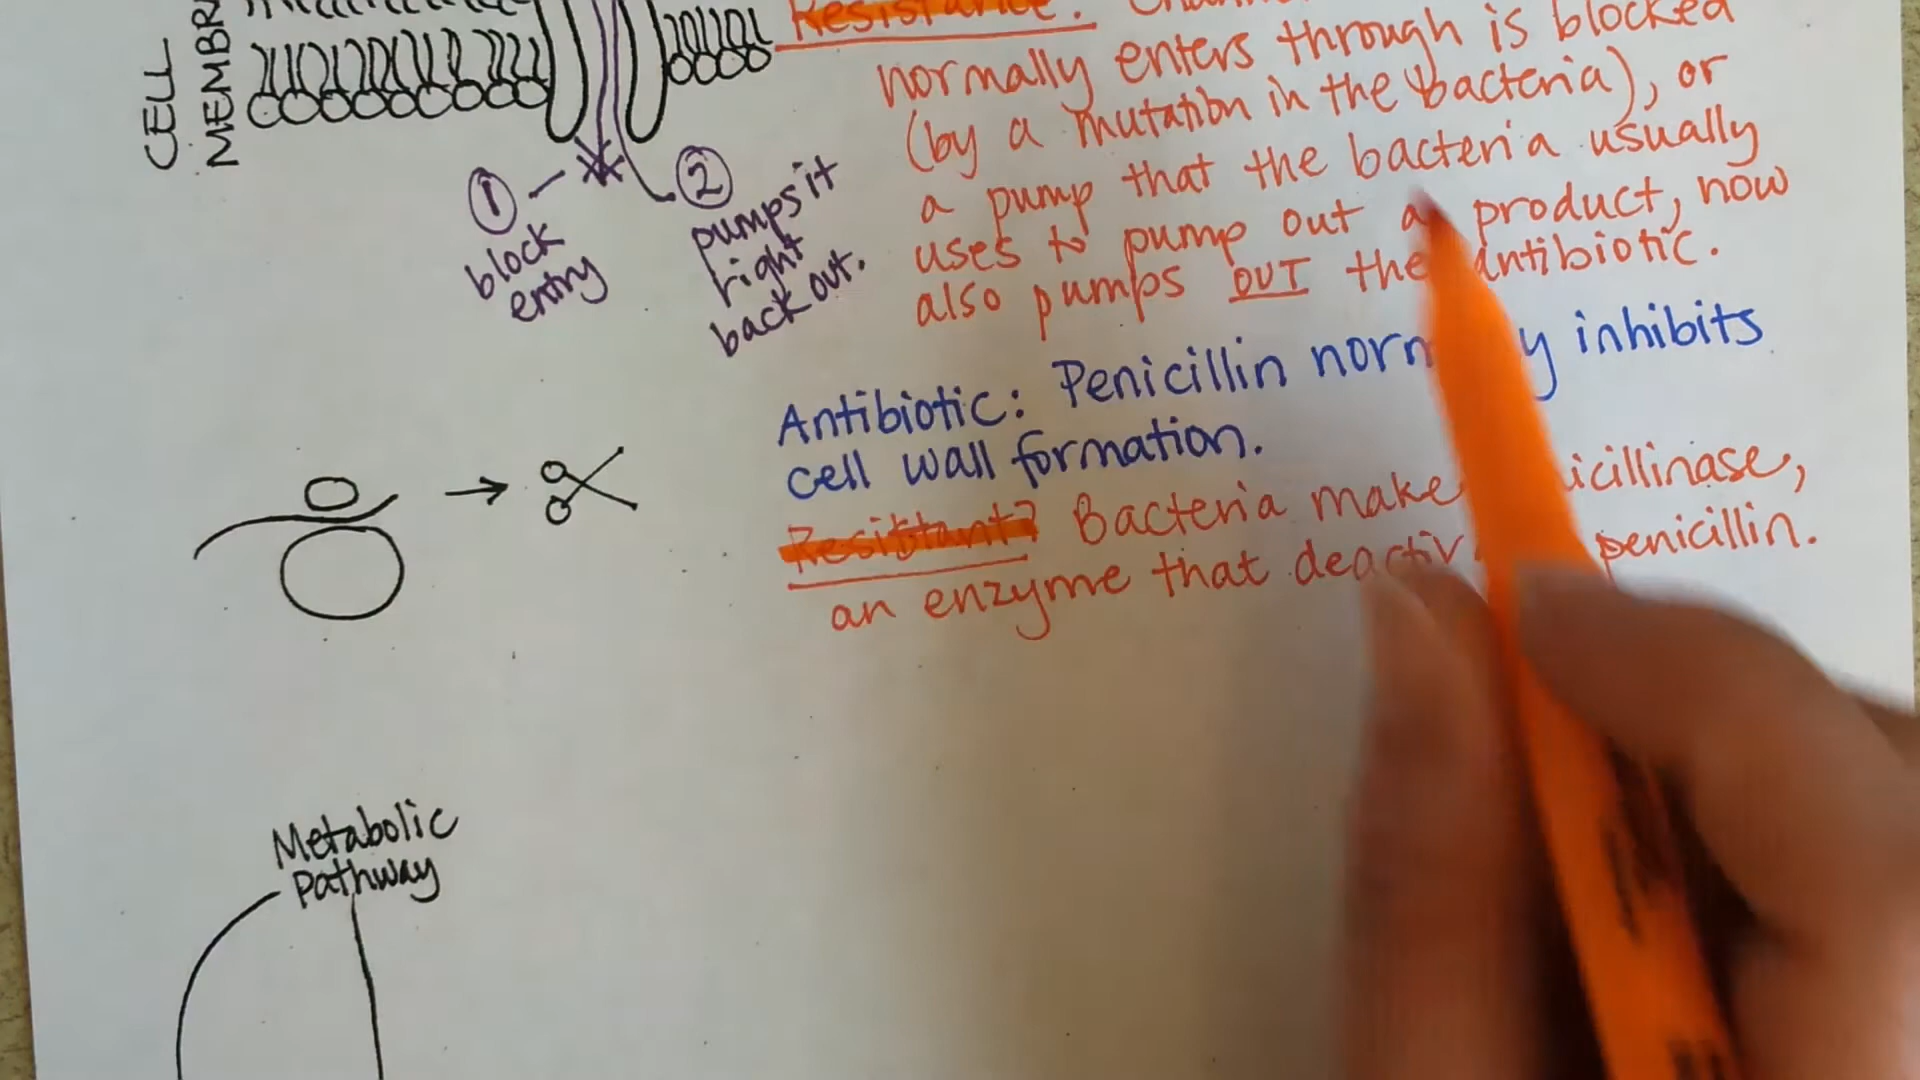 CELL
MEMBR
Resistance:
normally enters through is blocked
(by a mutation in the bacteria), or
a pump that the bacteria usually
uses to pump out a product, now
also pumps OUT the antibiotic.
①
block
entry
②
pumps it
right
back out.
Antibiotic: Penicillin inhibits
cell wall formation.
Resistant? Bacteria make
an enzyme that penicillin.
Metabolic
Pathway